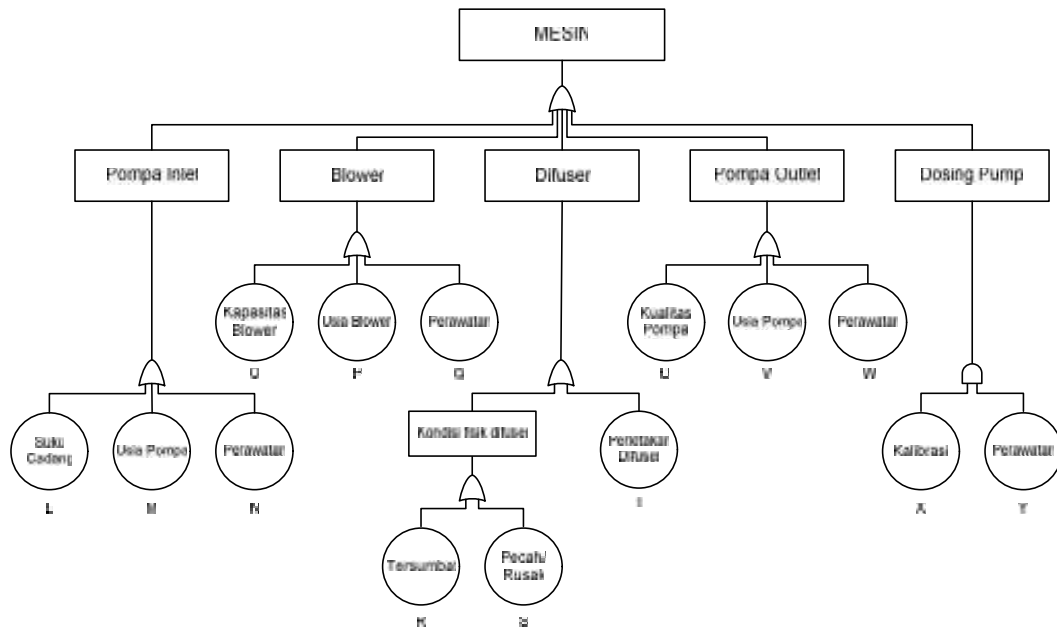 MESIN
Pompa Inlet
Blower
Difuser
Pompa Outlet
Dosing Pump
Kapasitas
Blower
Usia Blower
Perawatan
Kualitas
Pompa
Usia Pompa
Perawatan
O
P
Q
U
V
W
Suku
Cadang
Usia Pompa
Perawatan
Kondisi fisik difuser
Peletakan
Difuser
Kalibrasi
Perawatan
L
M
N
T
X
Y
Tersumbat
Pecah/
Rusak
R
S